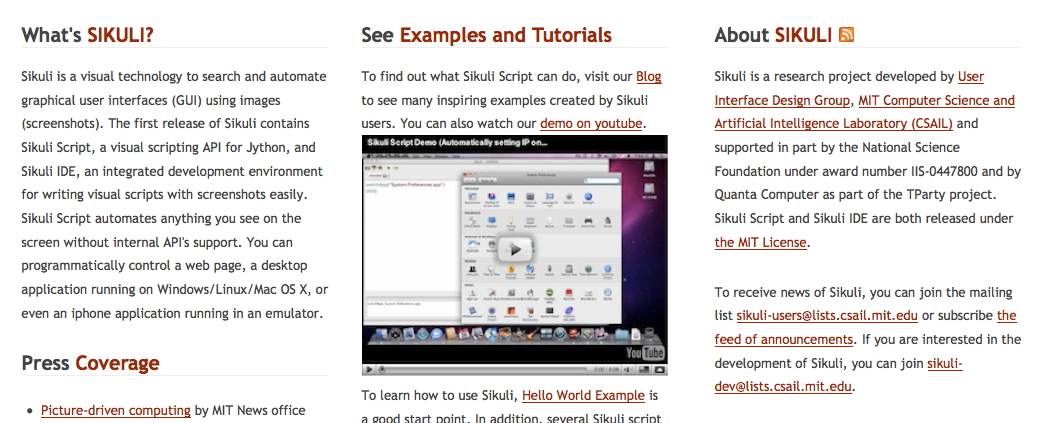 What's SIKULI?
Sikuli is a visual technology to search and automate
graphical user interfaces (GUI) using images
(screenshots). The first release of Sikuli contains
Sikuli Script, a visual scripting API for Jython, and
Sikuli IDE, an integrated development environment
for writing visual scripts with screenshots easily.
Sikuli Script automates anything you see on the
screen without internal API's support. You can
programmatically control a web page, a desktop
application running on Windows/Linux/Mac OS X, or
even an iphone application running in an emulator.
Press Coverage
• Picture-driven computing by MIT News office
See Examples and Tutorials
To find out what Sikuli Script can do, visit our Blog
to see many inspiring examples created by Sikuli
users. You can also watch our demo on youtube.
Sikuli Script Demo (Automatically setting IP on...
YouTube
To learn how to use Sikuli, Hello World Example is
a good start point. In addition, several Sikuli script
About SIKULI
Sikuli is a research project developed by User
Interface Design Group, MIT Computer Science and
Artificial Intelligence Laboratory (CSAIL) and
supported in part by the National Science
Foundation under award number IIS-0447800 and by
Quanta Computer as part of the TParty project.
Sikuli Script and Sikuli IDE are both released under
the MIT License.
To receive news of Sikuli, you can join the mailing
list sikuli-users@lists.csail.mit.edu or subscribe the
feed of announcements. If you are interested in the
development of Sikuli, you can join sikuli-
dev@lists.csail.mit.edu.